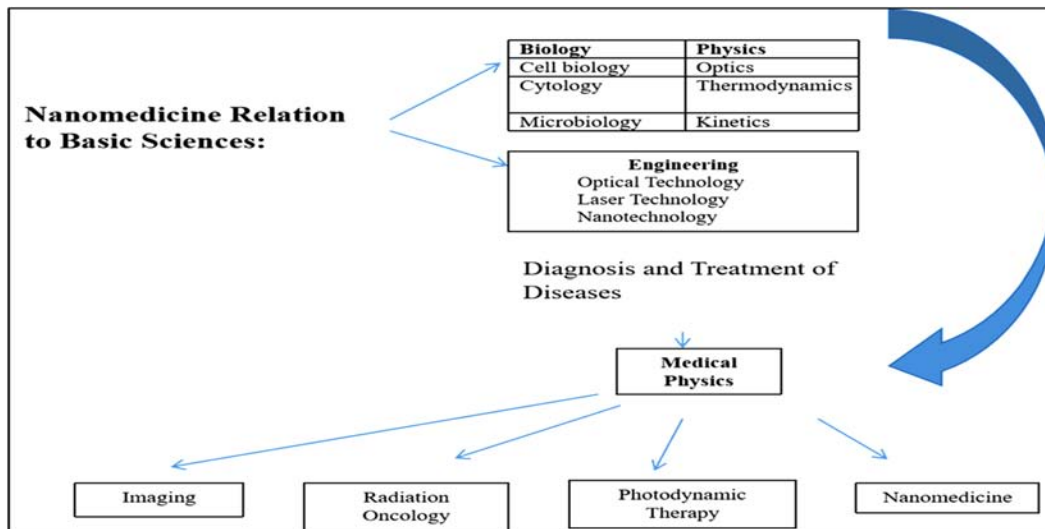 Nanomedicine Relation
to Basic Sciences:
Biology Physics
Cell biology Optics
Cytology Thermodynamics
Microbiology Kinetics
Engineering
Optical Technology
Laser Technology
Nanotechnology
Diagnosis and Treatment of
Diseases
Medical
Physics
Imaging
Radiation
Oncology
Photodynamic
Therapy
Nanomedicine